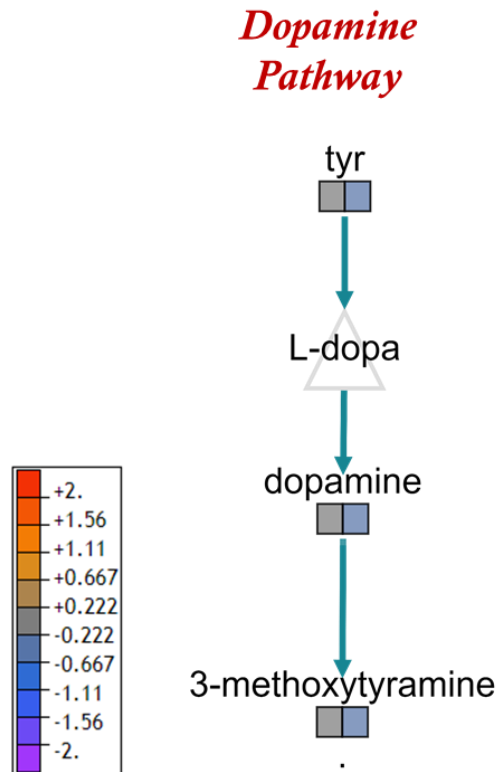 Dopamine
Pathway
tyr
L-dopa
dopamine
3-methoxytyramine
.
+2.
+1.56
+1.11
+0.667
+0.222
-0.222
-0.667
-1.11
-1.56
-2.